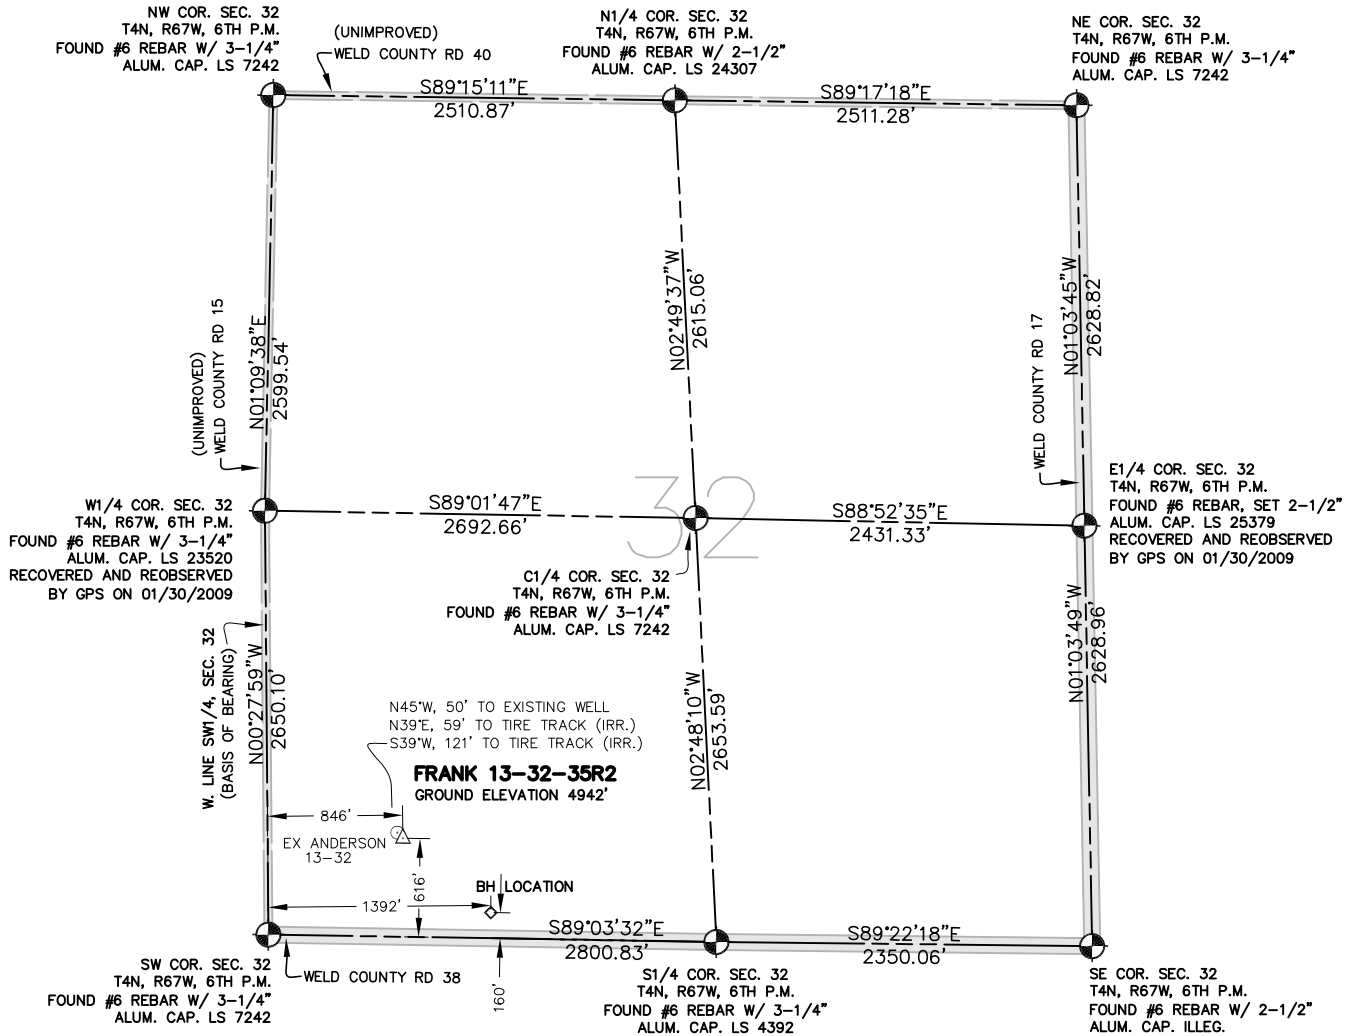 NW COR. SEC. 32
T4N, R67W, 6TH P.M.
FOUND #6 REBAR W/ 3-1/4"
ALUM. CAP. LS 7242
(UNIMPROVED)
WELD COUNTY RD 40
N1/4 COR. SEC. 32
T4N, R67W, 6TH P.M.
FOUND #6 REBAR W/ 2-1/2"
ALUM. CAP. LS 24307
NE COR. SEC. 32
T4N, R67W, 6TH P.M.
FOUND #6 REBAR W/ 3-1/4"
ALUM. CAP. LS 7242
S89°15'11"E
2510.87'
S89°17'18"E
2511.28'
(UNIMPROVED)
WELD COUNTY RD 15
N01°09'38"E
2599.54'
N02°49'37"W
2615.06'
WELD COUNTY RD 17
N01°03'45"W
2628.82'
W1/4 COR. SEC. 32
T4N, R67W, 6TH P.M.
FOUND #6 REBAR W/ 3-1/4"
ALUM. CAP. LS 23520
RECOVERED AND REOBSERVED
BY GPS ON 01/30/2009
S89°01'47"E
2692.66'
32
S88°52'35"E
2431.33'
E1/4 COR. SEC. 32
T4N, R67W, 6TH P.M.
FOUND #6 REBAR, SET 2-1/2"
ALUM. CAP. LS 25379
RECOVERED AND REOBSERVED
BY GPS ON 01/30/2009
C1/4 COR. SEC. 32
T4N, R67W, 6TH P.M.
FOUND #6 REBAR W/ 3-1/4"
ALUM. CAP. LS 7242
W. LINE SW1/4, SEC. 32
(BASIS OF BEARING)
N00°27'59"W
2650.10'
N45°W, 50' TO EXISTING WELL
N39°E, 59' TO TIRE TRACK (IRR.)
S39°W, 121' TO TIRE TRACK (IRR.)
FRANK 13-32-35R2
GROUND ELEVATION 4942'
N02°48'10"W
2653.59'
N01°03'49"W
2628.96'
846'
EX ANDERSON
13-32
616'
BH LOCATION
1392'
160'
S89°03'32"E
2800.83'
S89°22'18"E
2350.06'
SW COR. SEC. 32
T4N, R67W, 6TH P.M.
FOUND #6 REBAR W/ 3-1/4"
ALUM. CAP. LS 7242
WELD COUNTY RD 38
S1/4 COR. SEC. 32
T4N, R67W, 6TH P.M.
FOUND #6 REBAR W/ 3-1/4"
ALUM. CAP. LS 4392
SE COR. SEC. 32
T4N, R67W, 6TH P.M.
FOUND #6 REBAR W/ 2-1/2"
ALUM. CAP. ILLEG.